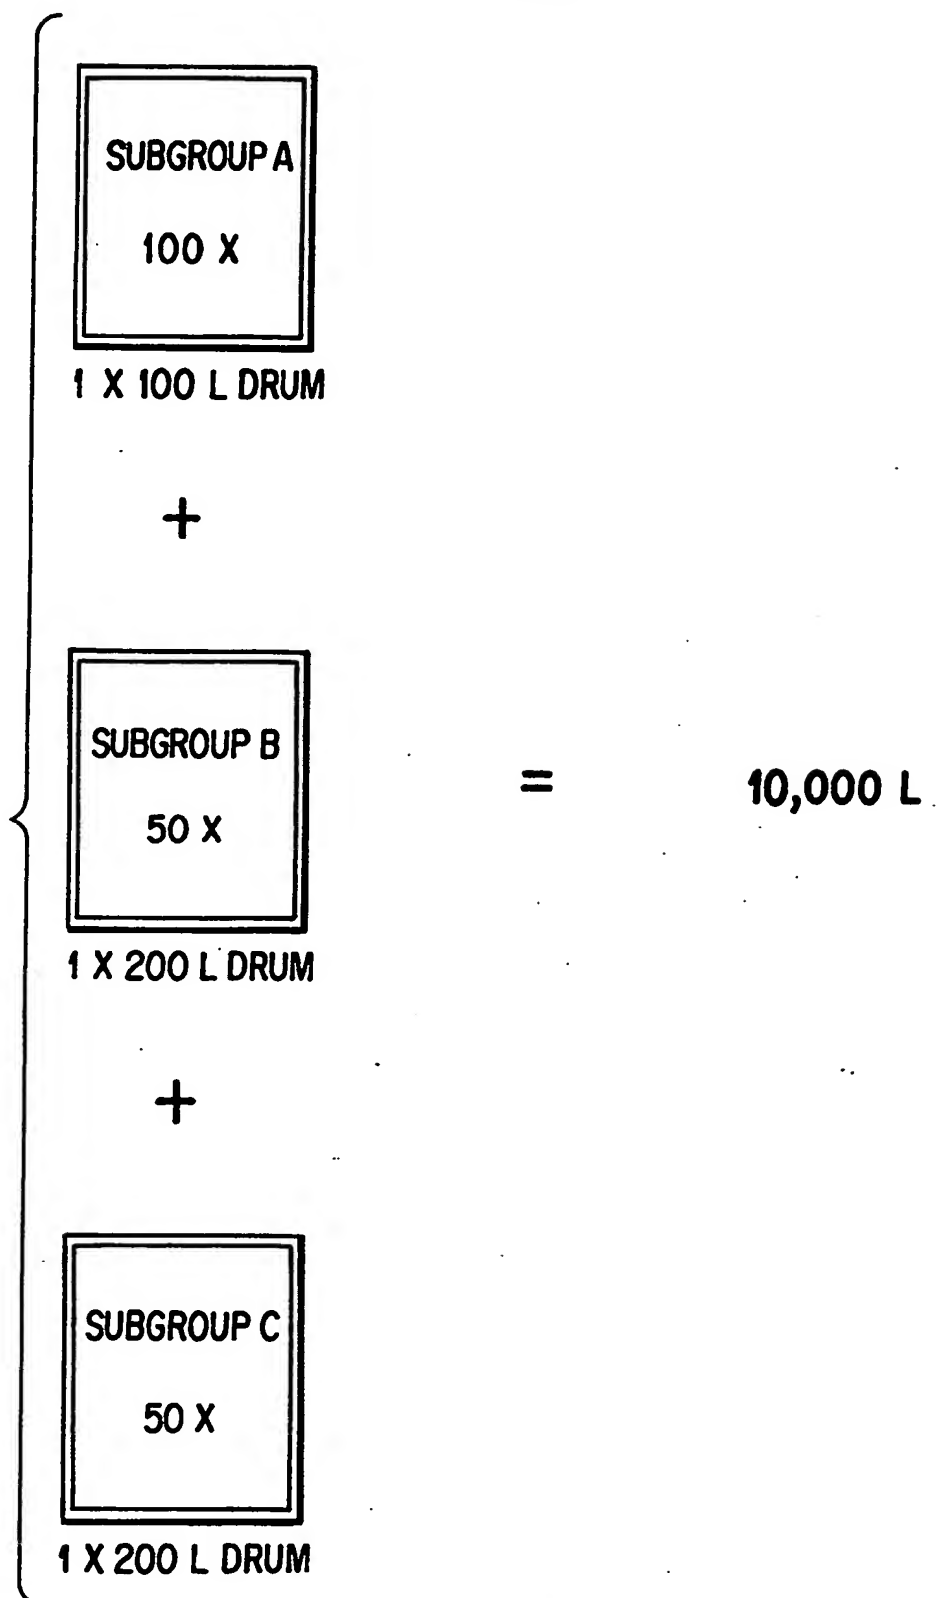 SUBGROUP A
100 X
1 X 100 L DRUM
+
SUBGROUP B
50 X
1 X 200 L DRUM
= 10,000 L
+
SUBGROUP C
50 X
1 X 200 L DRUM